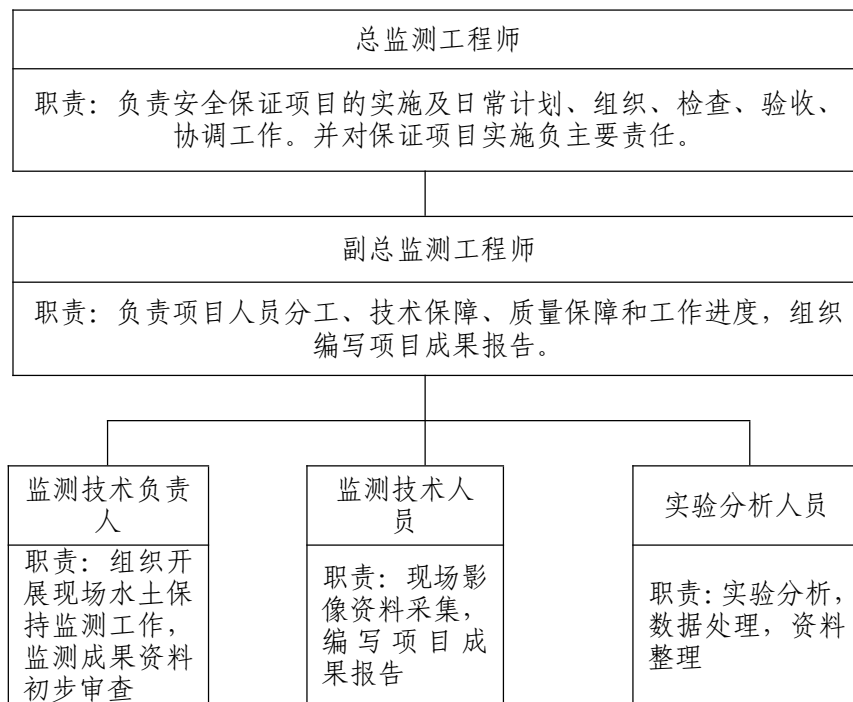 总监测工程师
职责：负责安全保证项目的实施及日常计划、组织、检查、验收、
协调工作。并对保证项目实施负主要责任。
副总监测工程师
职责：负责项目人员分工、技术保障、质量保障和工作进度，组织
编写项目成果报告。
监测技术负责
人
职责：组织开
展现场水土保
持监测工作，
监测成果资料
初步审查
监测技术人
员
职责：现场影
像资料采集，
编写项目成
果报告
实验分析人员
职责：实验分析，
数据处理，资料
整理